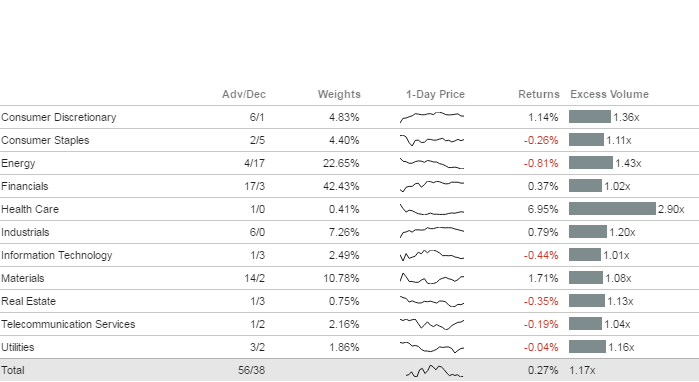 Adv/Dec Weights 1-Day Price Returns Excess Volume
Consumer Discretionary 6/1 4.83% 1.14% 1.36x
Consumer Staples 2/5 4.40% -0.26% 1.11x
Energy 4/17 22.65% -0.81% 1.43x
Financials 17/3 42.43% 0.37% 1.02x
Health Care 1/0 0.41% 6.95% 2.90x
Industrials 6/0 7.26% 0.79% 1.20x
Information Technology 1/3 2.49% -0.44% 1.01x
Materials 14/2 10.78% 1.71% 1.08x
Real Estate 1/3 0.75% -0.35% 1.13x
Telecommunication Services 1/2 2.16% -0.19% 1.04x
Utilities 3/2 1.86% -0.04% 1.16x
Total 56/38 0.27% 1.17x